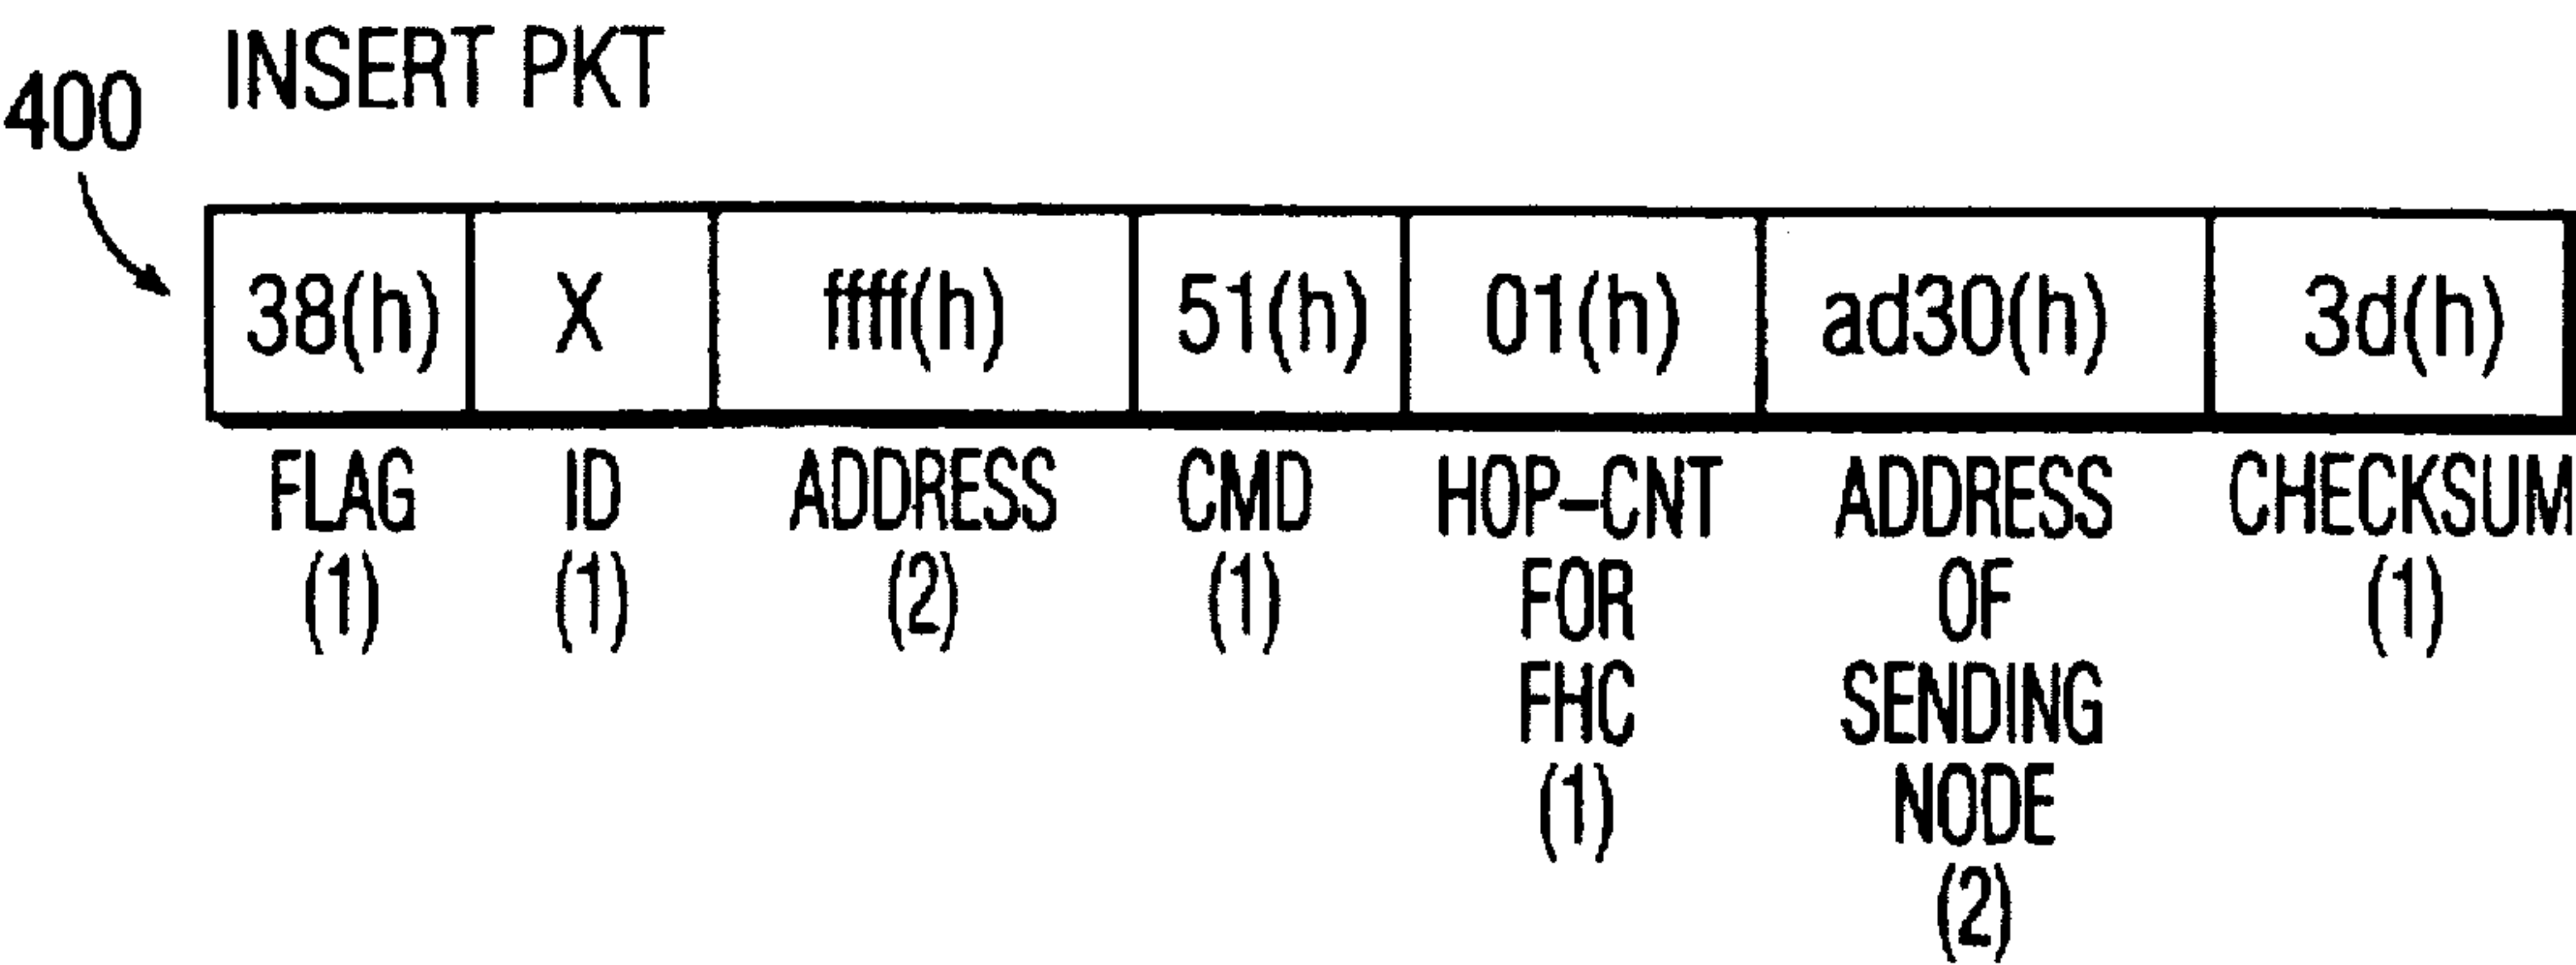 INSERT PKT
400
38(h) X ffff(h) 51(h) 01(h) ad30(h) 3d(h)
FLAG ID ADDRESS CMD HOP–CNT ADDRESS CHECKSUM
(1) (1) (2) (1) FOR OF (1)
FHC SENDING
(1) NODE
(2)